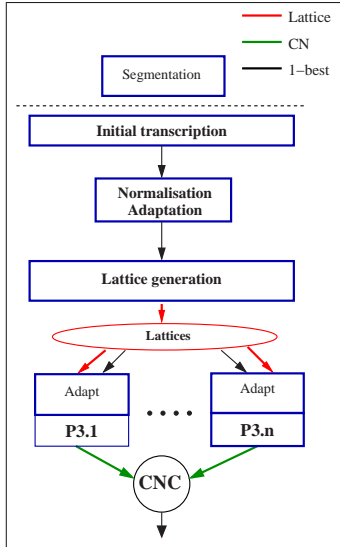 Lattice
CN
1−best
Segmentation
Initial transcription
Normalisation
Adaptation
Lattice generation
Lattices
Adapt
P3.1
....
Adapt
P3.n
CNC